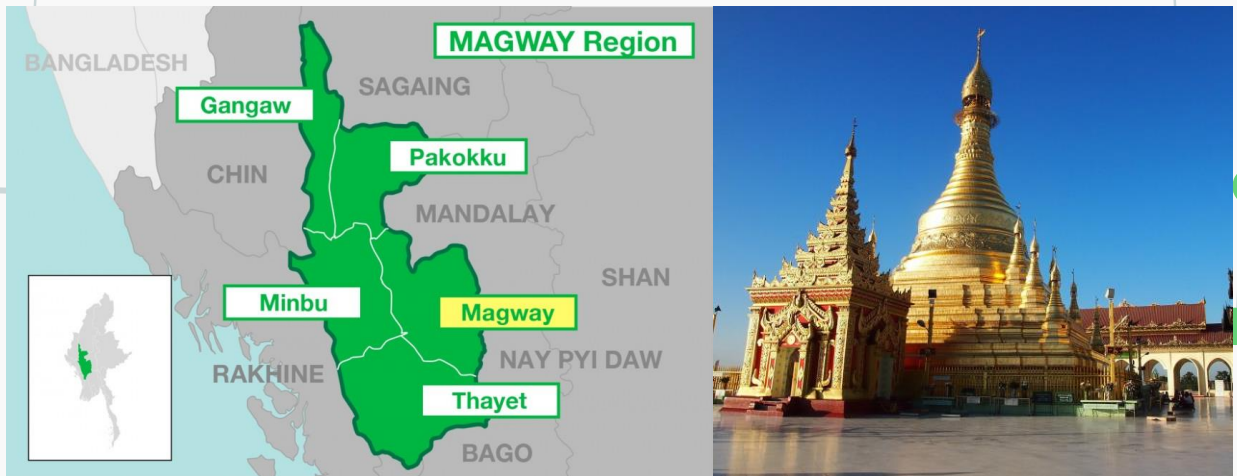 MAGWAY Region
BANGLADESH
SAGAING
Gangaw
Pakokku
CHIN
MANDALAY
SHAN
Minbu
Magway
NAY PYI DAW
RAKHINE
Thayet
BAGO